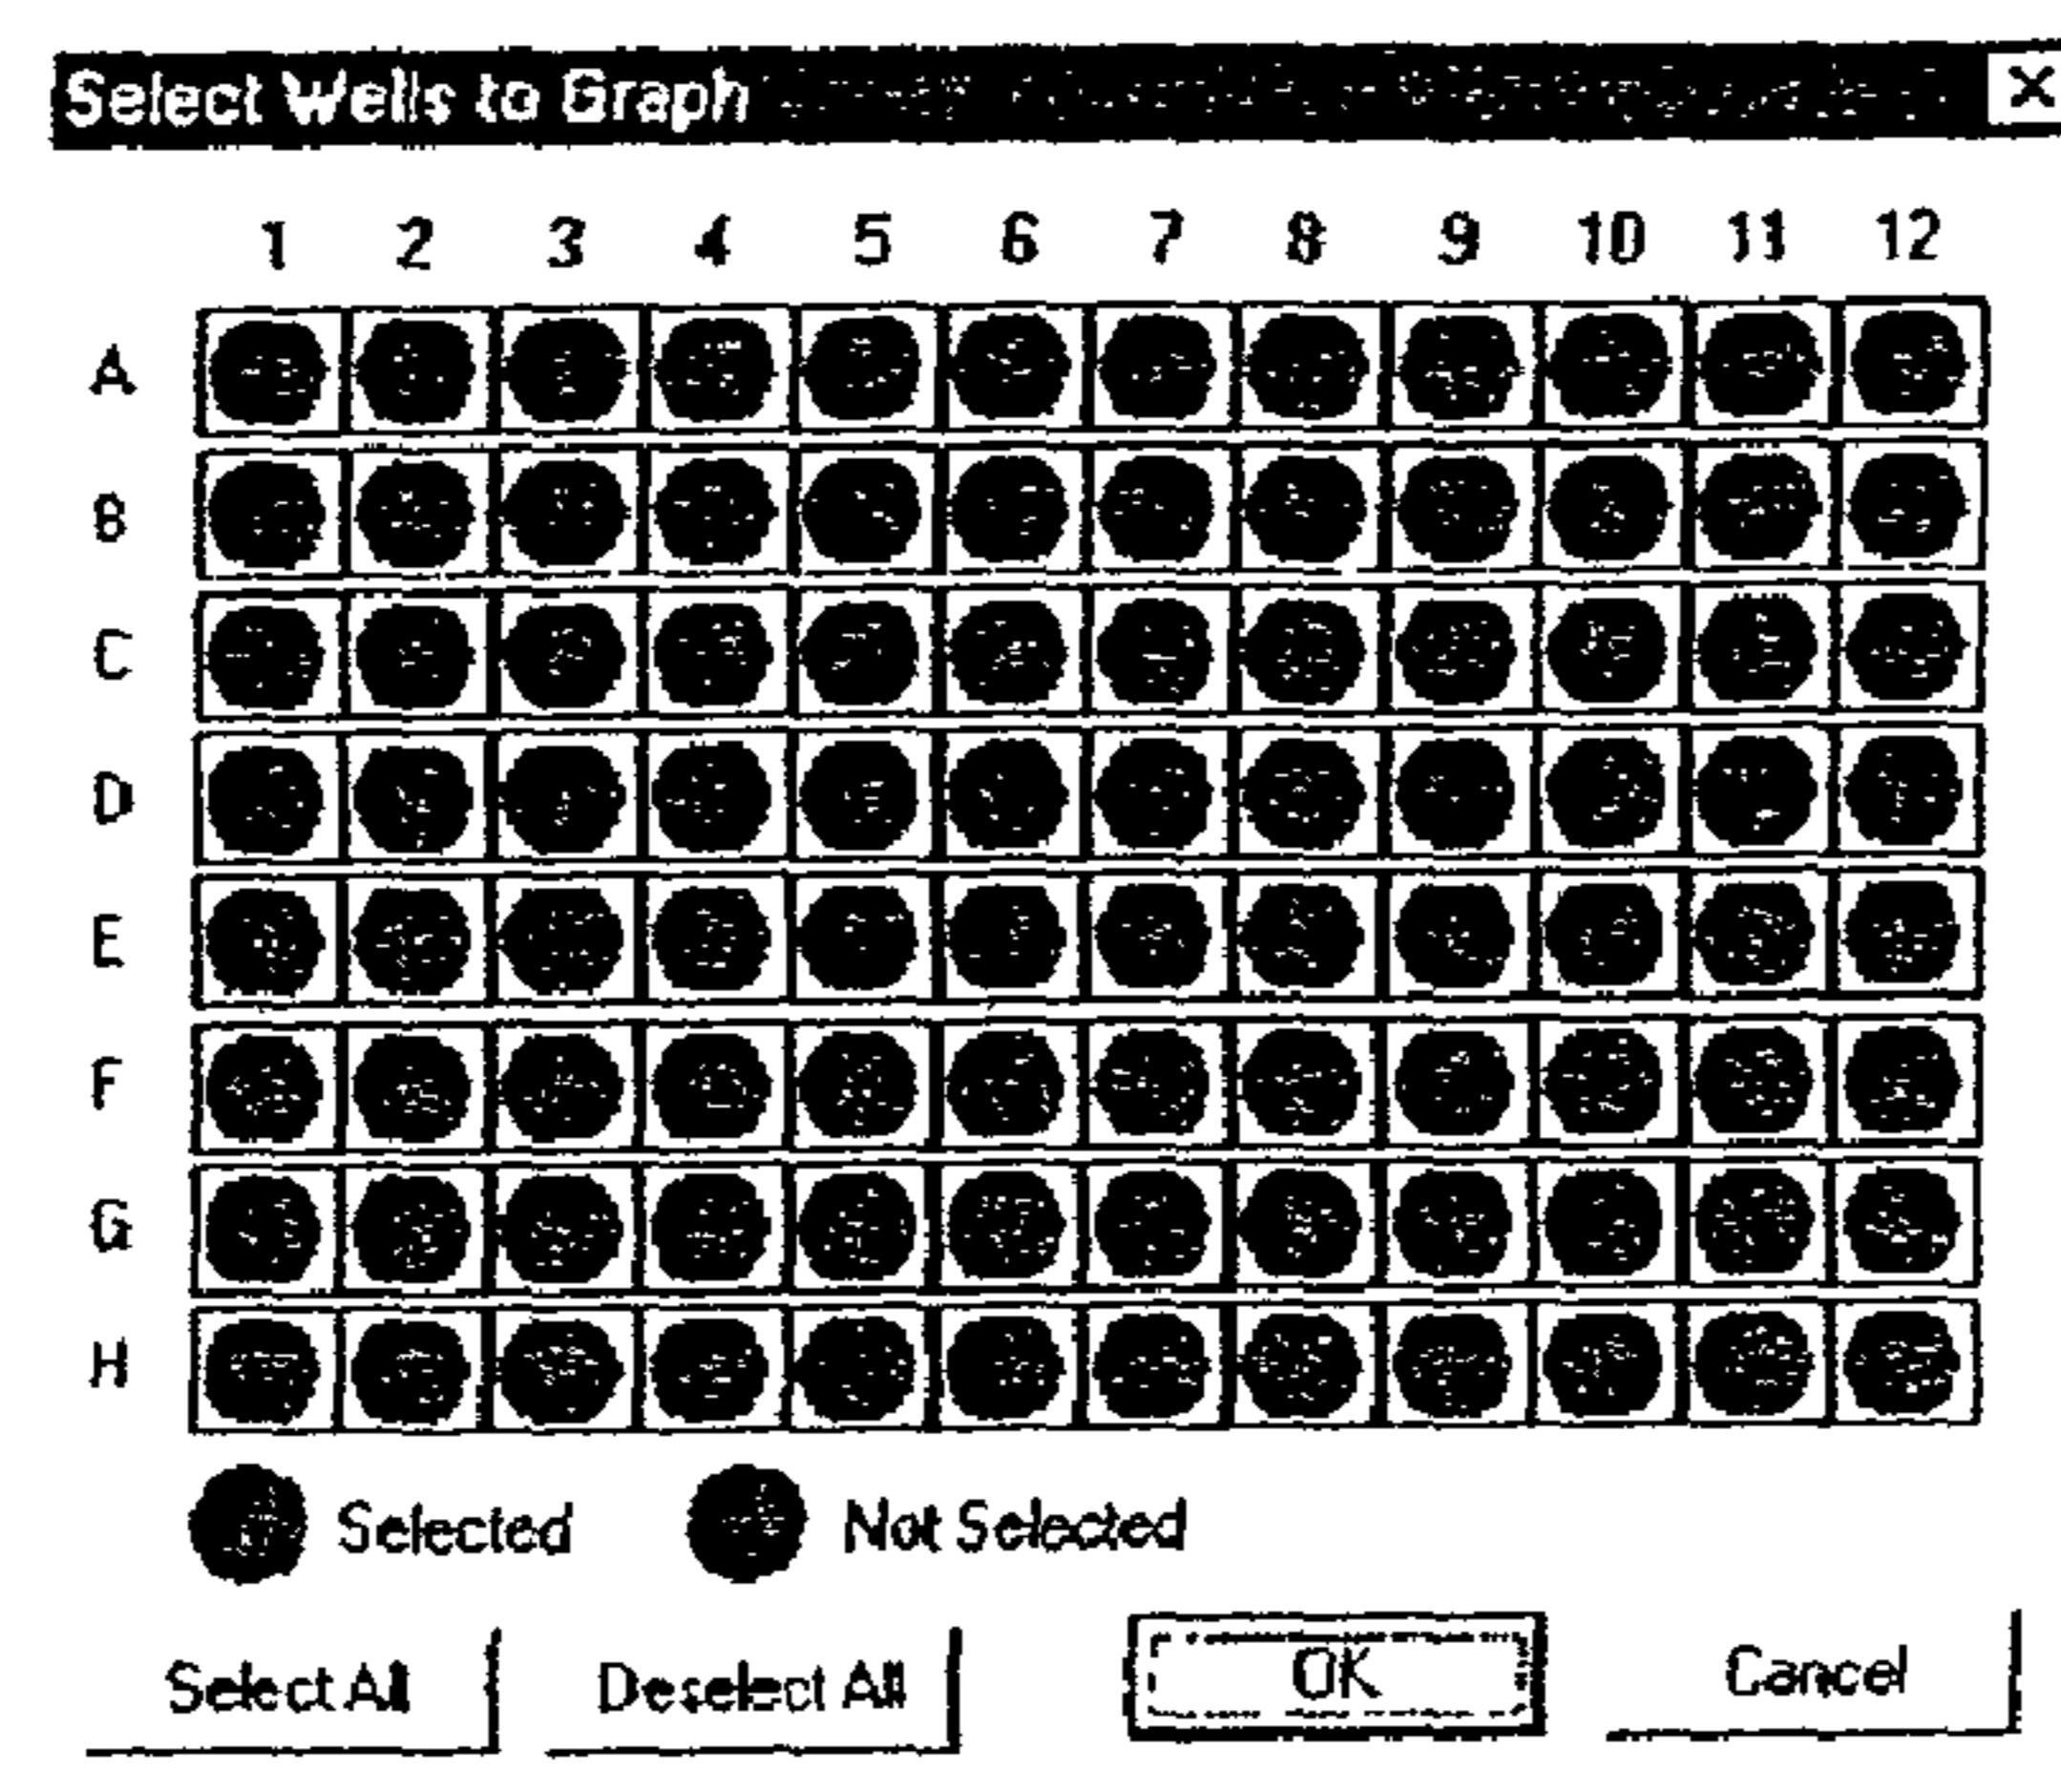 Select Wells to Graph X
1 2 3 4 5 6 7 8 9 10 11 12
A
B
C
D
E
F
G
H
Selected Not Selected
Select All Deselect All OK Cancel